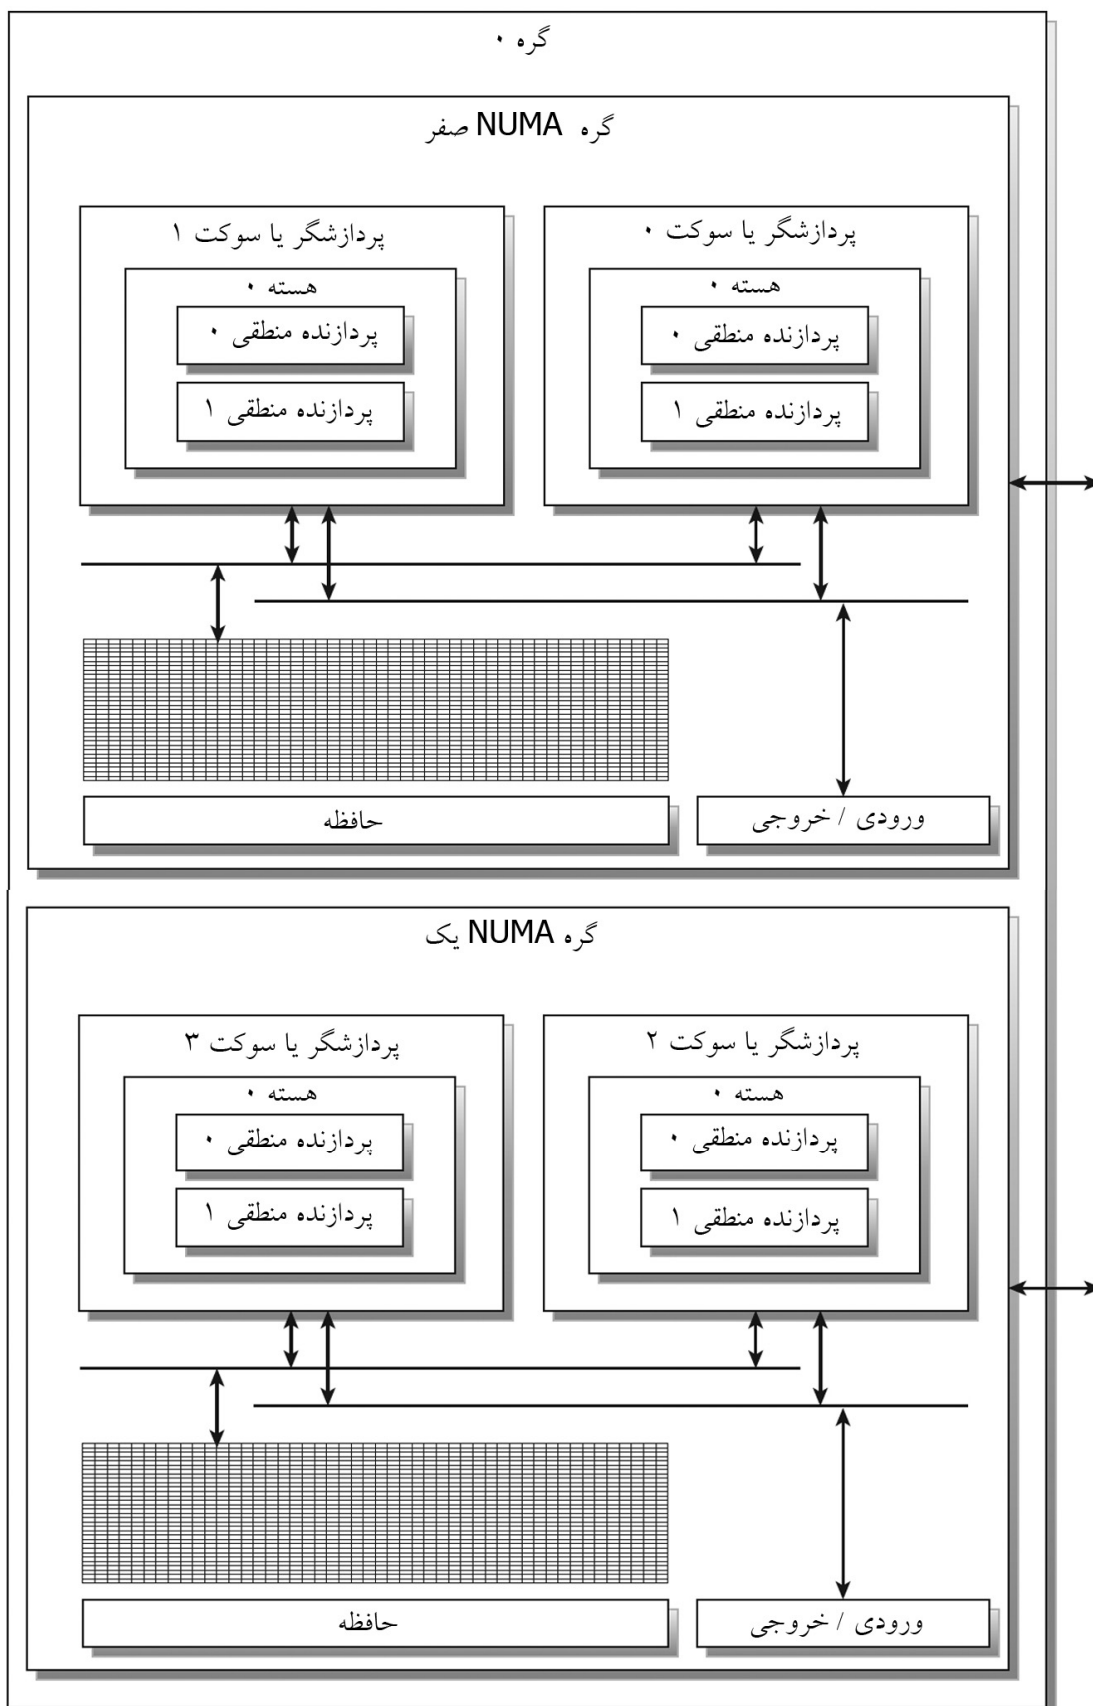 گره ۰
گره NUMA صفر
پردازشگر یا سوکت ۰
هسته ۰
پردازنده منطقی ۰
پردازنده منطقی ۱
پردازشگر یا سوکت ۱
هسته ۰
پردازنده منطقی ۰
پردازنده منطقی ۱
ورودی / خروجی
حافظه
گره NUMA یک
پردازشگر یا سوکت ۲
هسته ۰
پردازنده منطقی ۰
پردازنده منطقی ۱
پردازشگر یا سوکت ۳
هسته ۰
پردازنده منطقی ۰
پردازنده منطقی ۱
ورودی / خروجی
حافظه